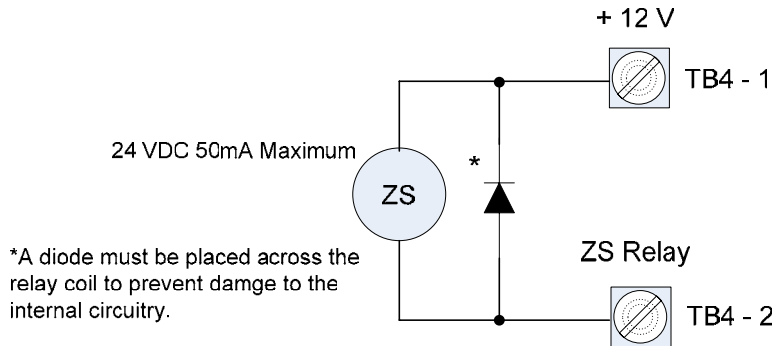 + 12 V
TB4 - 1
24 VDC 50mA Maximum
*
ZS
*A diode must be placed across the
relay coil to prevent damge to the
internal circuitry.
ZS Relay
TB4 - 2